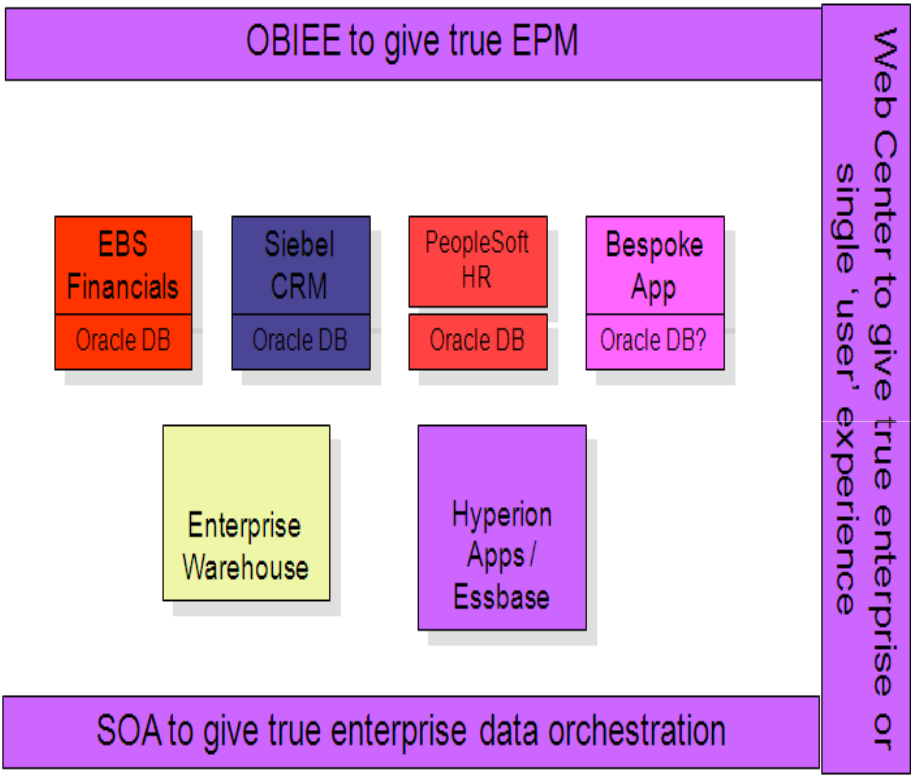 OBIEE to give true EPM
Web Center to give true enterprise or
single ‘user’ experience
EBS
Financials
Oracle DB
Siebel
CRM
Oracle DB
PeopleSoft
HR
Oracle DB
Bespoke
App
Oracle DB?
Enterprise
Warehouse
Hyperion
Apps /
Essbase
SOA to give true enterprise data orchestration